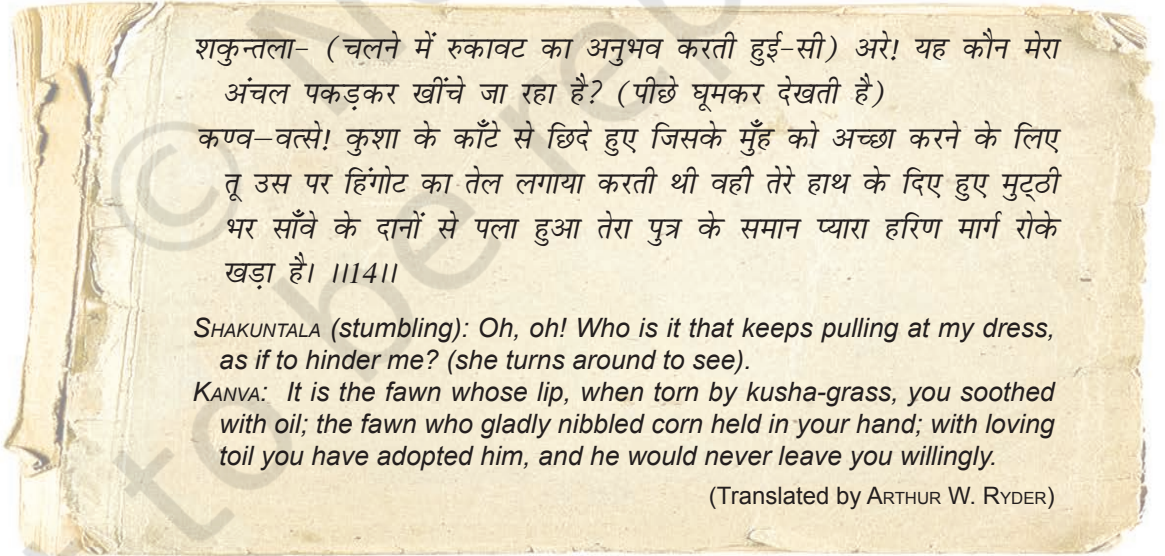 शकुन्तला- (चलने में रुकावट का अनुभव करती हुई-सी) अरे! यह कौन मेरा
अंचल पकड़कर खींचे जा रहा है? (पीछे घूमकर देखती है)
कण्व–वत्से! कुशा के काँटे से छिदे हुए जिसके मुँह को अच्छा करने के लिए
तू उस पर हिंगोट का तेल लगाया करती थी वही तेरे हाथ के दिए हुए मुट्ठी
भर साँवे के दानों से पला हुआ तेरा पुत्र के समान प्यारा हरिण मार्ग रोके
खड़ा है। ।।14।।
SHAKUNTALA (stumbling): Oh, oh! Who is it that keeps pulling at my dress,
as if to hinder me? (she turns around to see).
KANVA: It is the fawn whose lip, when torn by kusha-grass, you soothed
with oil; the fawn who gladly nibbled corn held in your hand; with loving
toil you have adopted him, and he would never leave you willingly.
(Translated by ARTHUR W. RYDER)